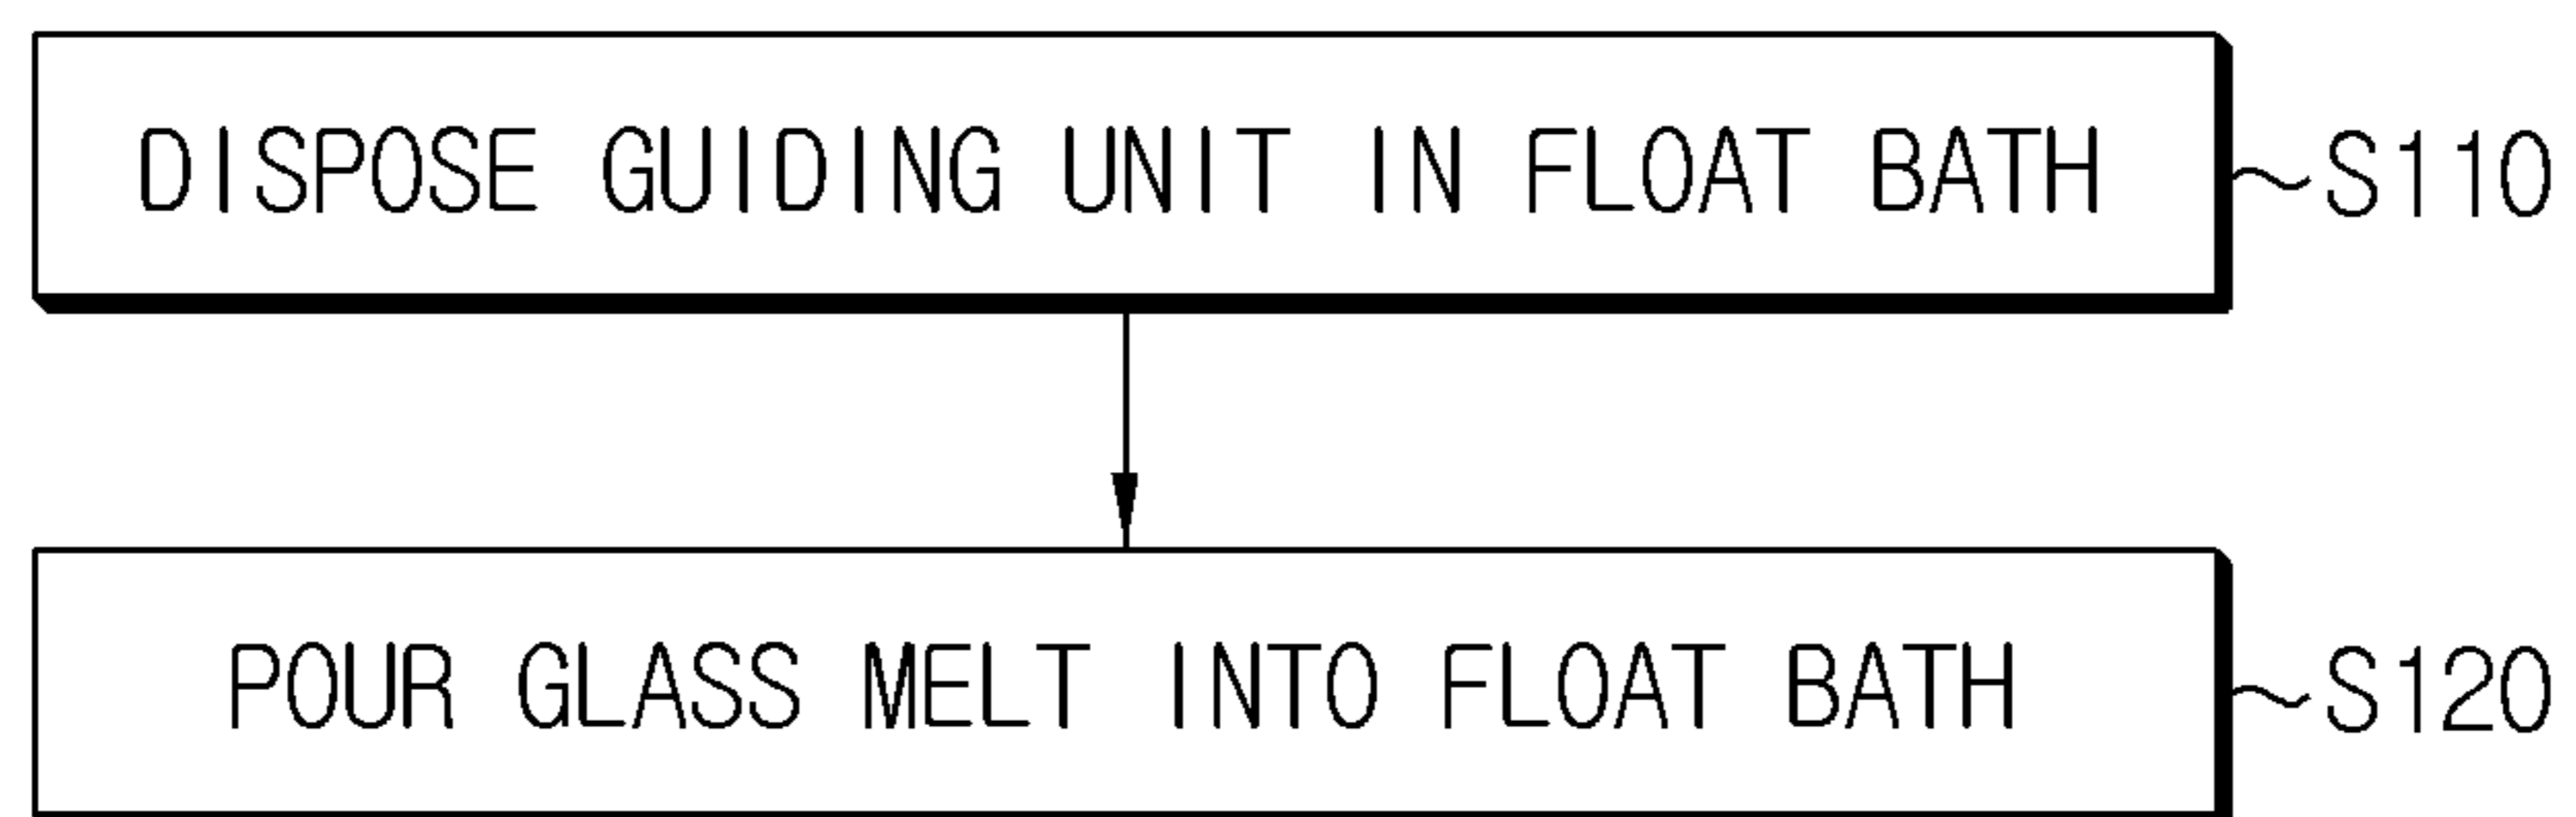 DISPOSE GUIDING UNIT IN FLOAT BATH ~S110
POUR GLASS MELT INTO FLOAT BATH ~S120